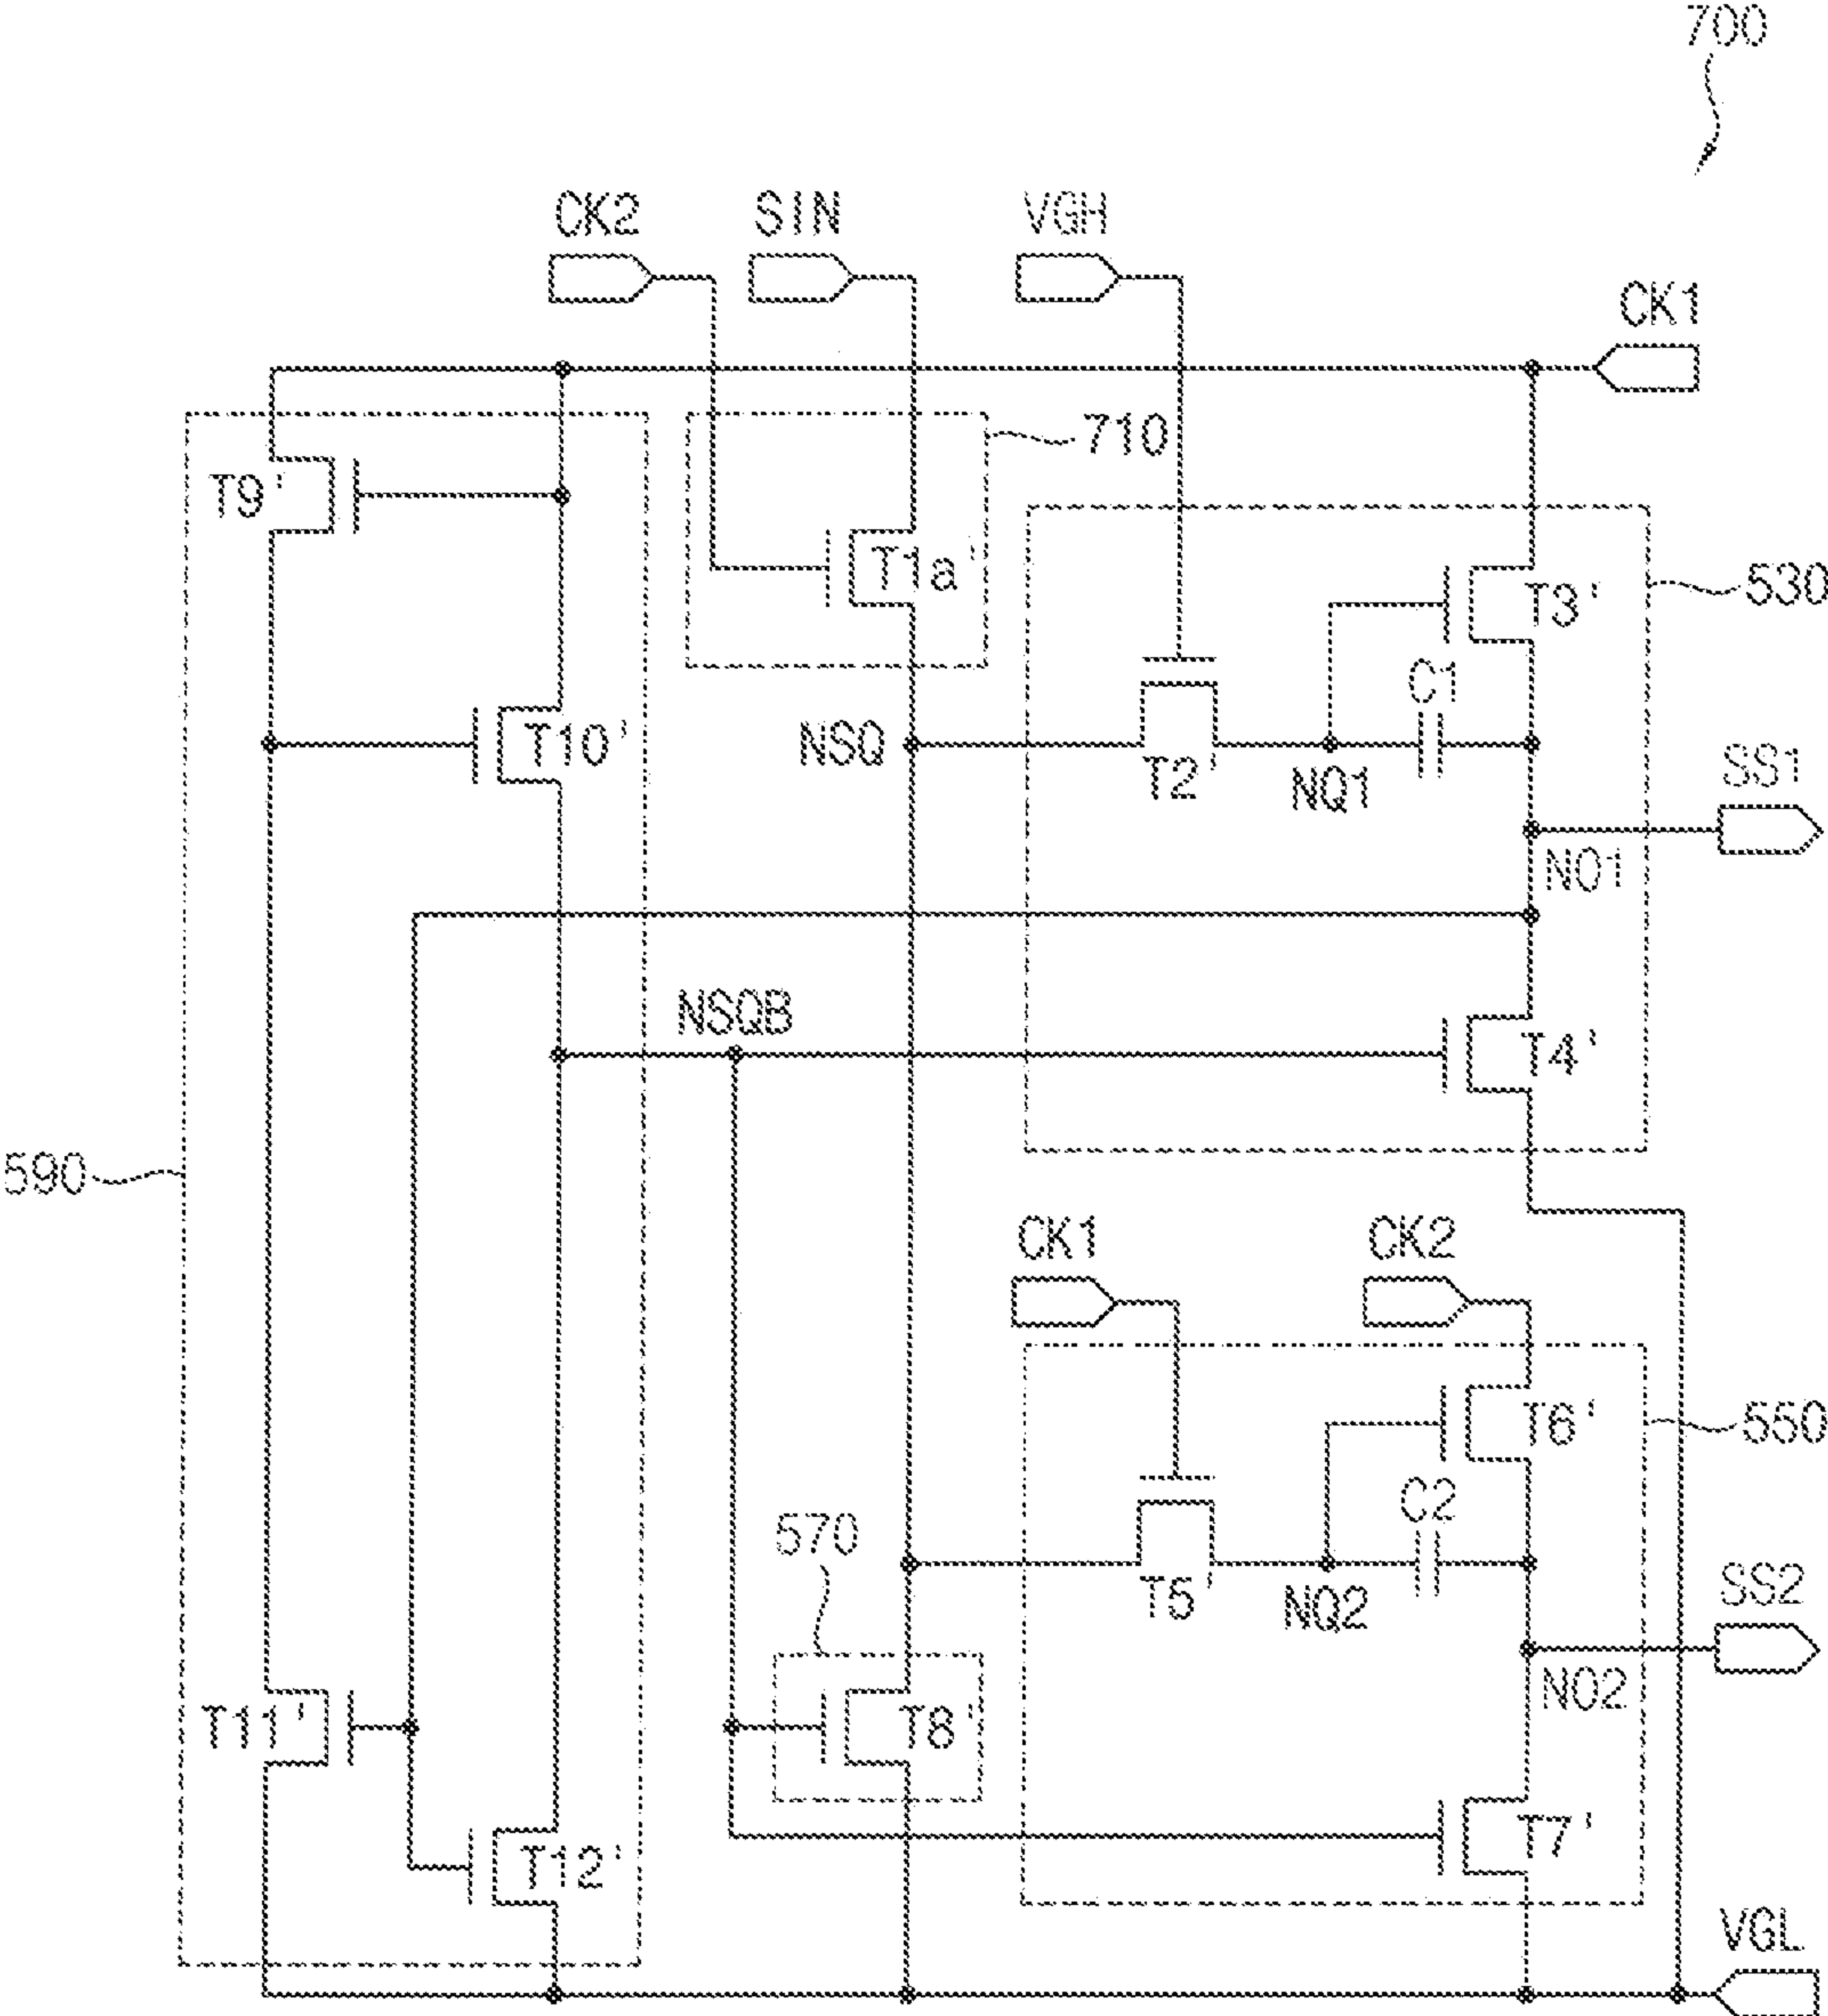 700
CK2
SIN
VGH
CK1
710
T9'
T1a'
T3'
530
C1
T10'
NSQ
T2'
NQ1
SS1
NO1
NSQB
T4'
590
CK1
CK2
T6'
550
C2
570
T5'
NQ2
SS2
NO2
T11'
T8'
T7'
T12'
VGL